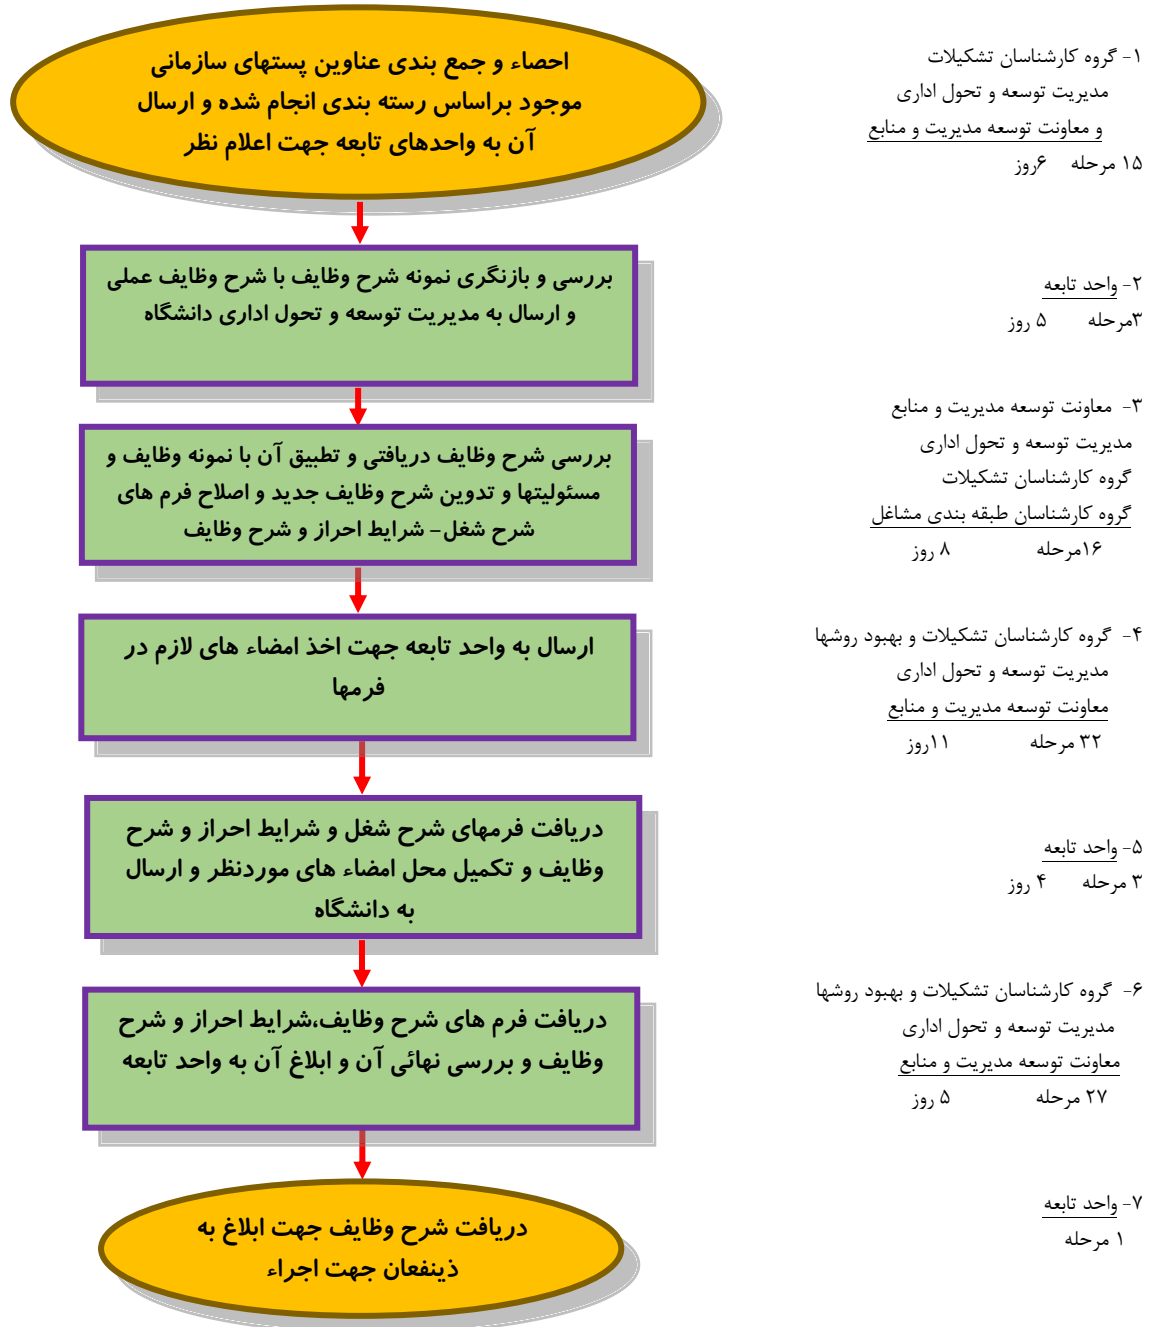 احصاء و جمع بندی عناوین پستهای سازمانی
موجود براساس رسته بندی انجام شده و ارسال
آن به واحدهای تابعه جهت اعلام نظر
۱- گروه کارشناسان تشکیلات
مدیریت توسعه و تحول اداری
و معاونت توسعه مدیریت و منابع
۱۵ مرحله ۶روز
بررسی و بازنگری نمونه شرح وظایف با شرح وظایف عملی
و ارسال به مدیریت توسعه و تحول اداری دانشگاه
۲- واحد تابعه
۳مرحله ۵ روز
بررسی شرح وظایف دریافتی و تطبیق آن با نمونه وظایف و
مسئولیتها و تدوین شرح وظایف جدید و اصلاح فرم های
شرح شغل– شرایط احراز و شرح وظایف
۳- معاونت توسعه مدیریت و منابع
مدیریت توسعه و تحول اداری
گروه کارشناسان تشکیلات
گروه کارشناسان طبقه بندی مشاغل
۱۶مرحله ۸ روز
ارسال به واحد تابعه جهت اخذ امضاء های لازم در
فرمها
۴- گروه کارشناسان تشکیلات و بهبود روشها
مدیریت توسعه و تحول اداری
معاونت توسعه مدیریت و منابع
۳۲ مرحله ۱۱روز
دریافت فرمهای شرح شغل و شرایط احراز و شرح
وظایف و تکمیل محل امضاء های موردنظر و ارسال
به دانشگاه
۵- واحد تابعه
۳ مرحله ۴ روز
دریافت فرم های شرح وظایف،شرایط احراز و شرح
وظایف و بررسی نهائی آن و ابلاغ آن به واحد تابعه
۶- گروه کارشناسان تشکیلات و بهبود روشها
مدیریت توسعه و تحول اداری
معاونت توسعه مدیریت و منابع
۲۷ مرحله ۵ روز
دریافت شرح وظایف جهت ابلاغ به
ذینفعان جهت اجراء
۷- واحد تابعه
۱ مرحله